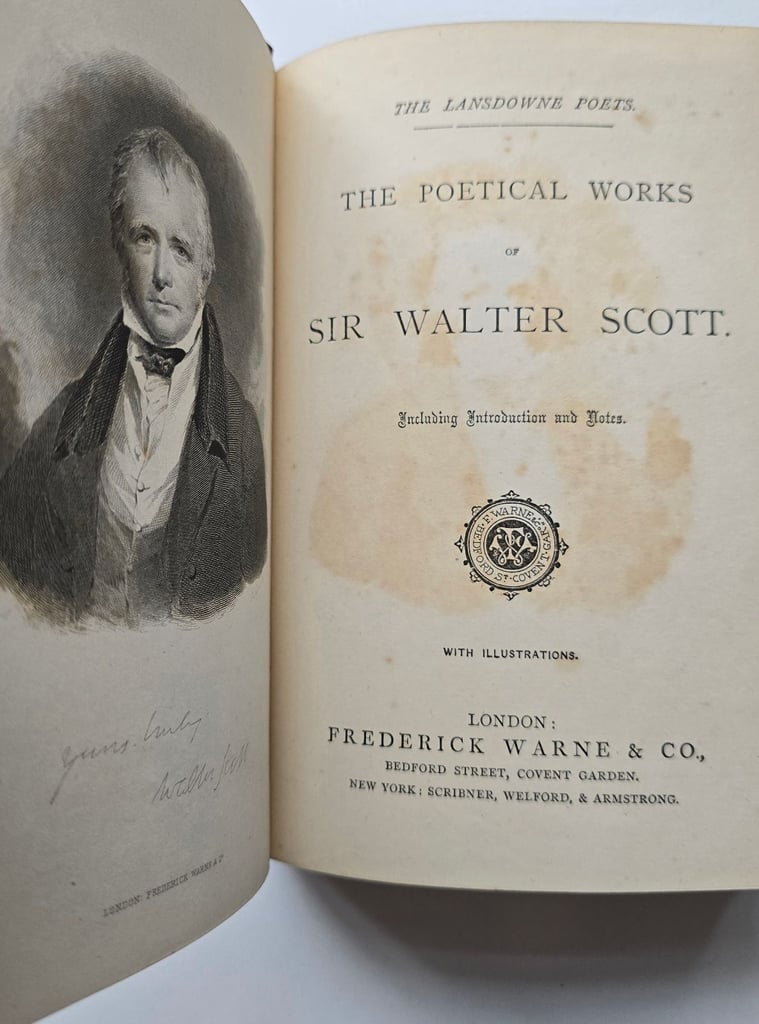 yours truly
Walter Scott
LONDON: FREDERICK WARNE & Co
THE LANSDOWNE POETS.
THE POETICAL WORKS
OF
SIR WALTER SCOTT.
Including Introduction and Notes.
F. WARNE & Co. BEDFORD ST. COVENT GAR.
WITH ILLUSTRATIONS.
LONDON:
FREDERICK WARNE & CO.,
BEDFORD STREET, COVENT GARDEN.
NEW YORK: SCRIBNER, WELFORD, & ARMSTRONG.